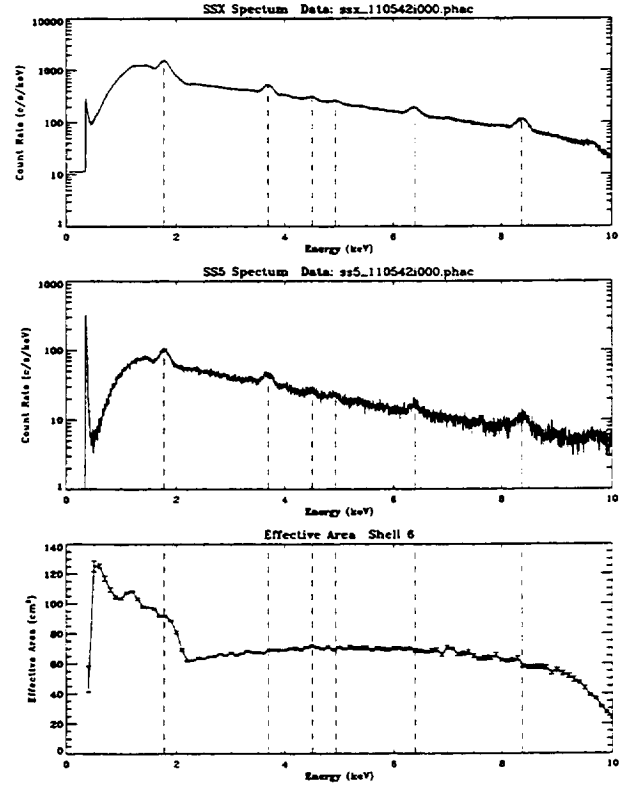 SSX Spectrum Data: ssx_110542i000.phac
10000
1000
100
10
1
Count Rate (c/s/keV)
0 2 4 6 8 10
Energy (keV)
SS5 Spectrum Data: ss5_110542i000.phac
1000
100
10
1
Count Rate (c/s/keV)
0 2 4 6 8 10
Energy (keV)
Effective Area Shell 6
140
120
100
80
60
40
20
0
Effective Area (cm²)
0 2 4 6 8 10
Energy (keV)